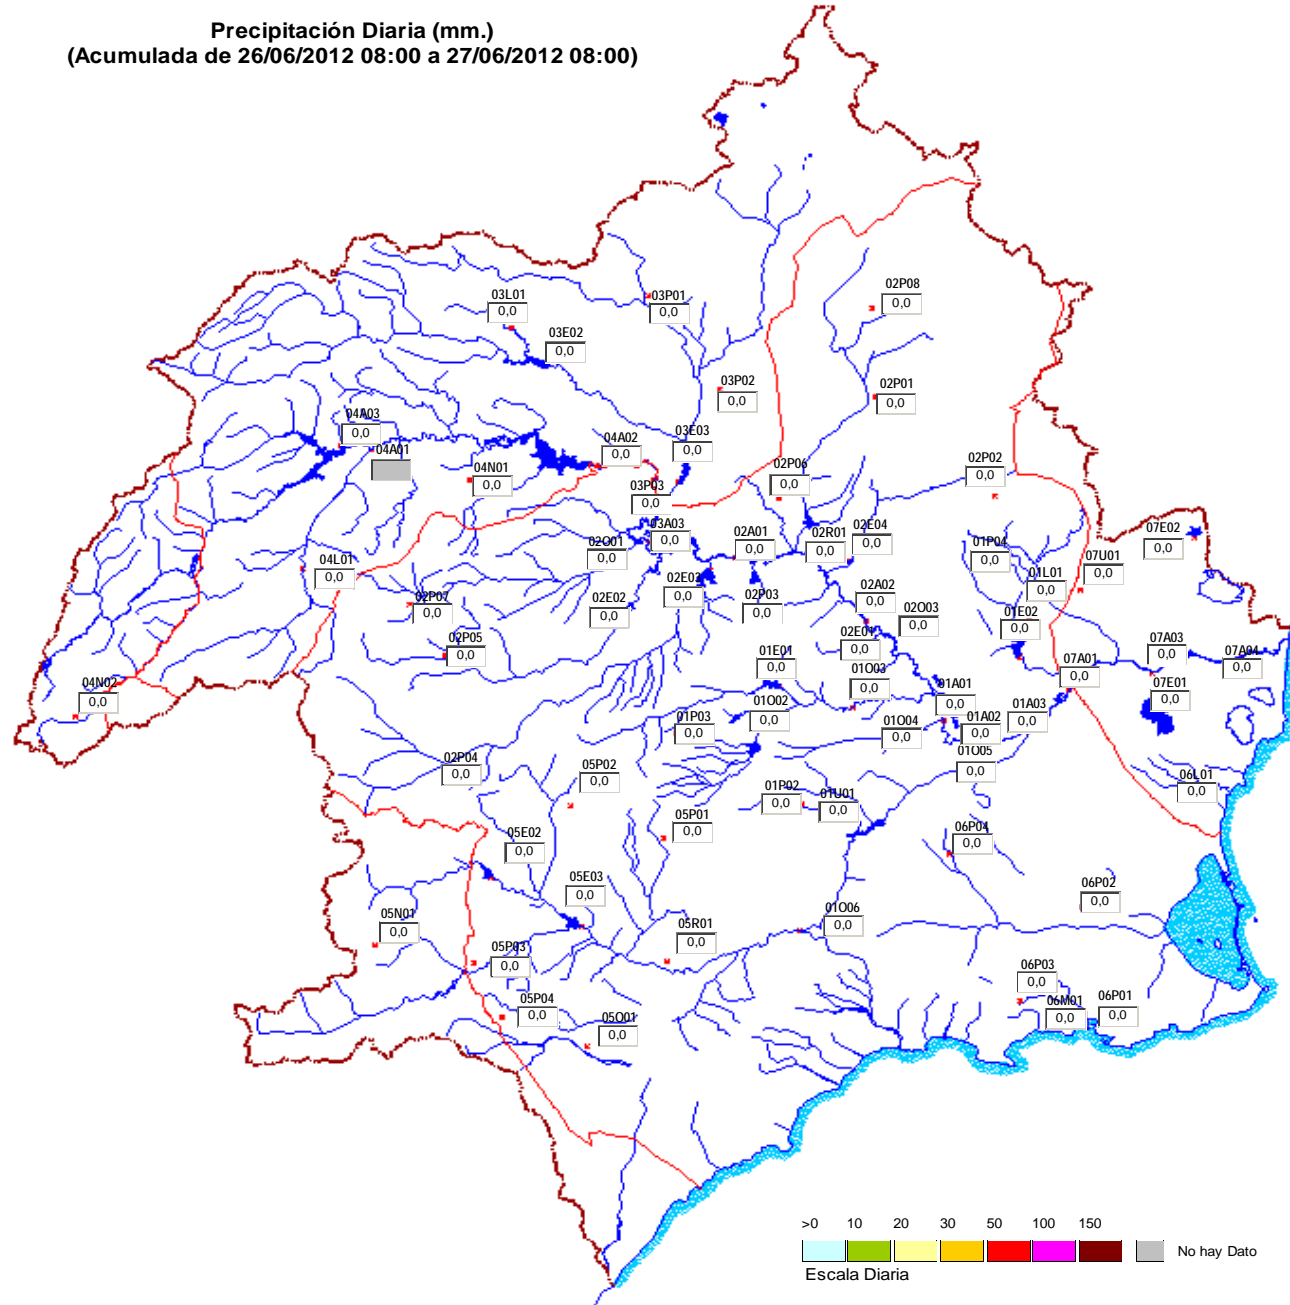 Precipitación Diaria (mm.)
(Acumulada de 26/06/2012 08:00 a 27/06/2012 08:00)
03L01
0,0
03P01
0,0
02P08
0,0
03E02
0,0
03P02
0,0
02P01
0,0
04A03
0,0
04A01
04A02
0,0
03E03
0,0
04N01
0,0
02P06
0,0
02P02
0,0
03P03
0,0
03A03
0,0
02O01
0,0
02A01
0,0
02R01
0,0
02E04
0,0
01P04
0,0
07E02
0,0
07U01
0,0
04L01
0,0
01L01
0,0
02E03
0,0
02P07
0,0
02E02
0,0
02P03
0,0
02A02
0,0
02O03
0,0
01E02
0,0
02P05
0,0
02E01
0,0
07A03
0,0
07A04
0,0
01E01
0,0
01O03
0,0
07A01
0,0
07E01
0,0
04N02
0,0
01A01
0,0
01P03
0,0
01O02
0,0
01O04
0,0
01A02
0,0
01A03
0,0
01O05
0,0
02P04
0,0
05P02
0,0
06L01
0,0
01P02
0,0
01U01
0,0
05P01
0,0
05E02
0,0
06P04
0,0
05E03
0,0
06P02
0,0
05N01
0,0
05R01
0,0
01O06
0,0
05P03
0,0
06P03
0,0
05P04
0,0
05O01
0,0
06M01
0,0
06P01
0,0
>0 10 20 30 50 100 150
No hay Dato
Escala Diaria